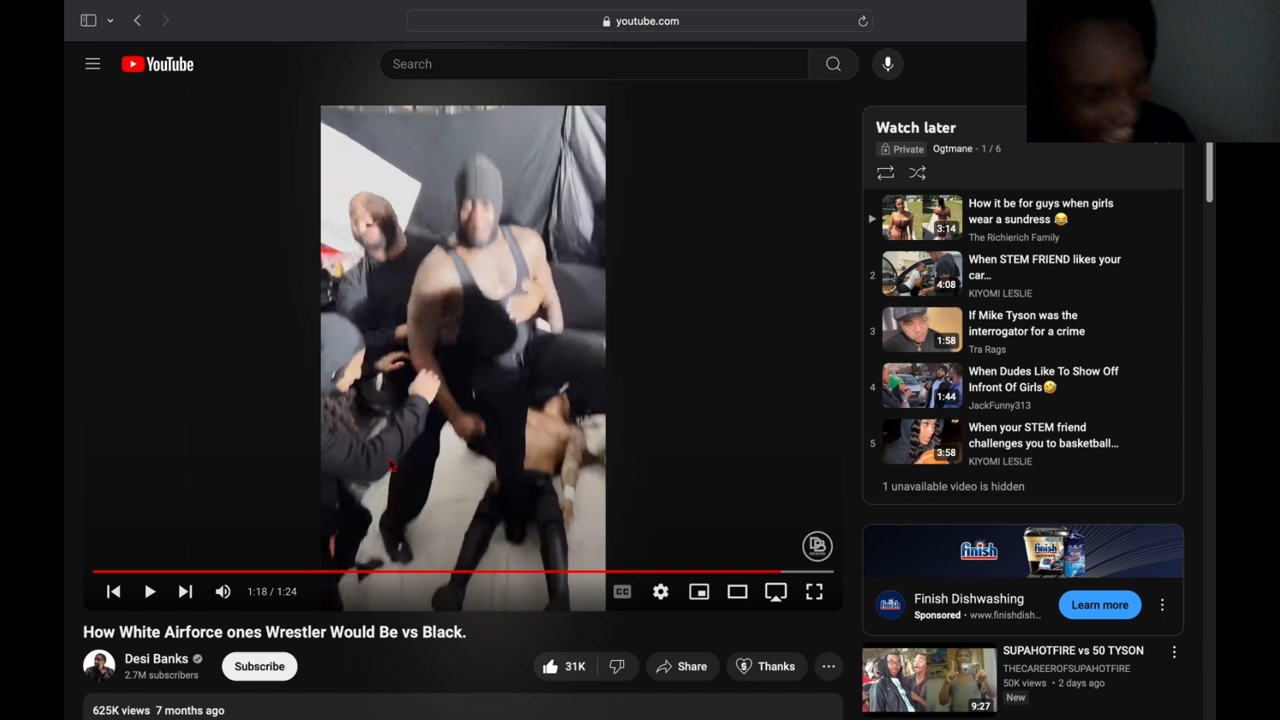 youtube.com
YouTube
Search
Watch later
Private Ogtmane - 1 / 6
How it be for guys when girls
wear a sundress 😂
The Richierich Family
3:14
2
When STEM FRIEND likes your
car...
KIYOMI LESLIE
4:08
3
If Mike Tyson was the
interrogator for a crime
Tra Rags
1:58
4
When Dudes Like To Show Off
Infront Of Girls🤣
JackFunny313
1:44
5
When your STEM friend
challenges you to basketball...
KIYOMI LESLIE
3:58
1 unavailable video is hidden
1:18 / 1:24
CC
How White Airforce ones Wrestler Would Be vs Black.
Desi Banks
2.7M subscribers
Subscribe
31K
Share
Thanks
625K views 7 months ago
finish
Finish Dishwashing
Sponsored • www.finishdish...
Learn more
SUPAHOTFIRE vs 50 TYSON
THECAREEROFSUPAHOTFIRE
50K views • 2 days ago
New
9:27